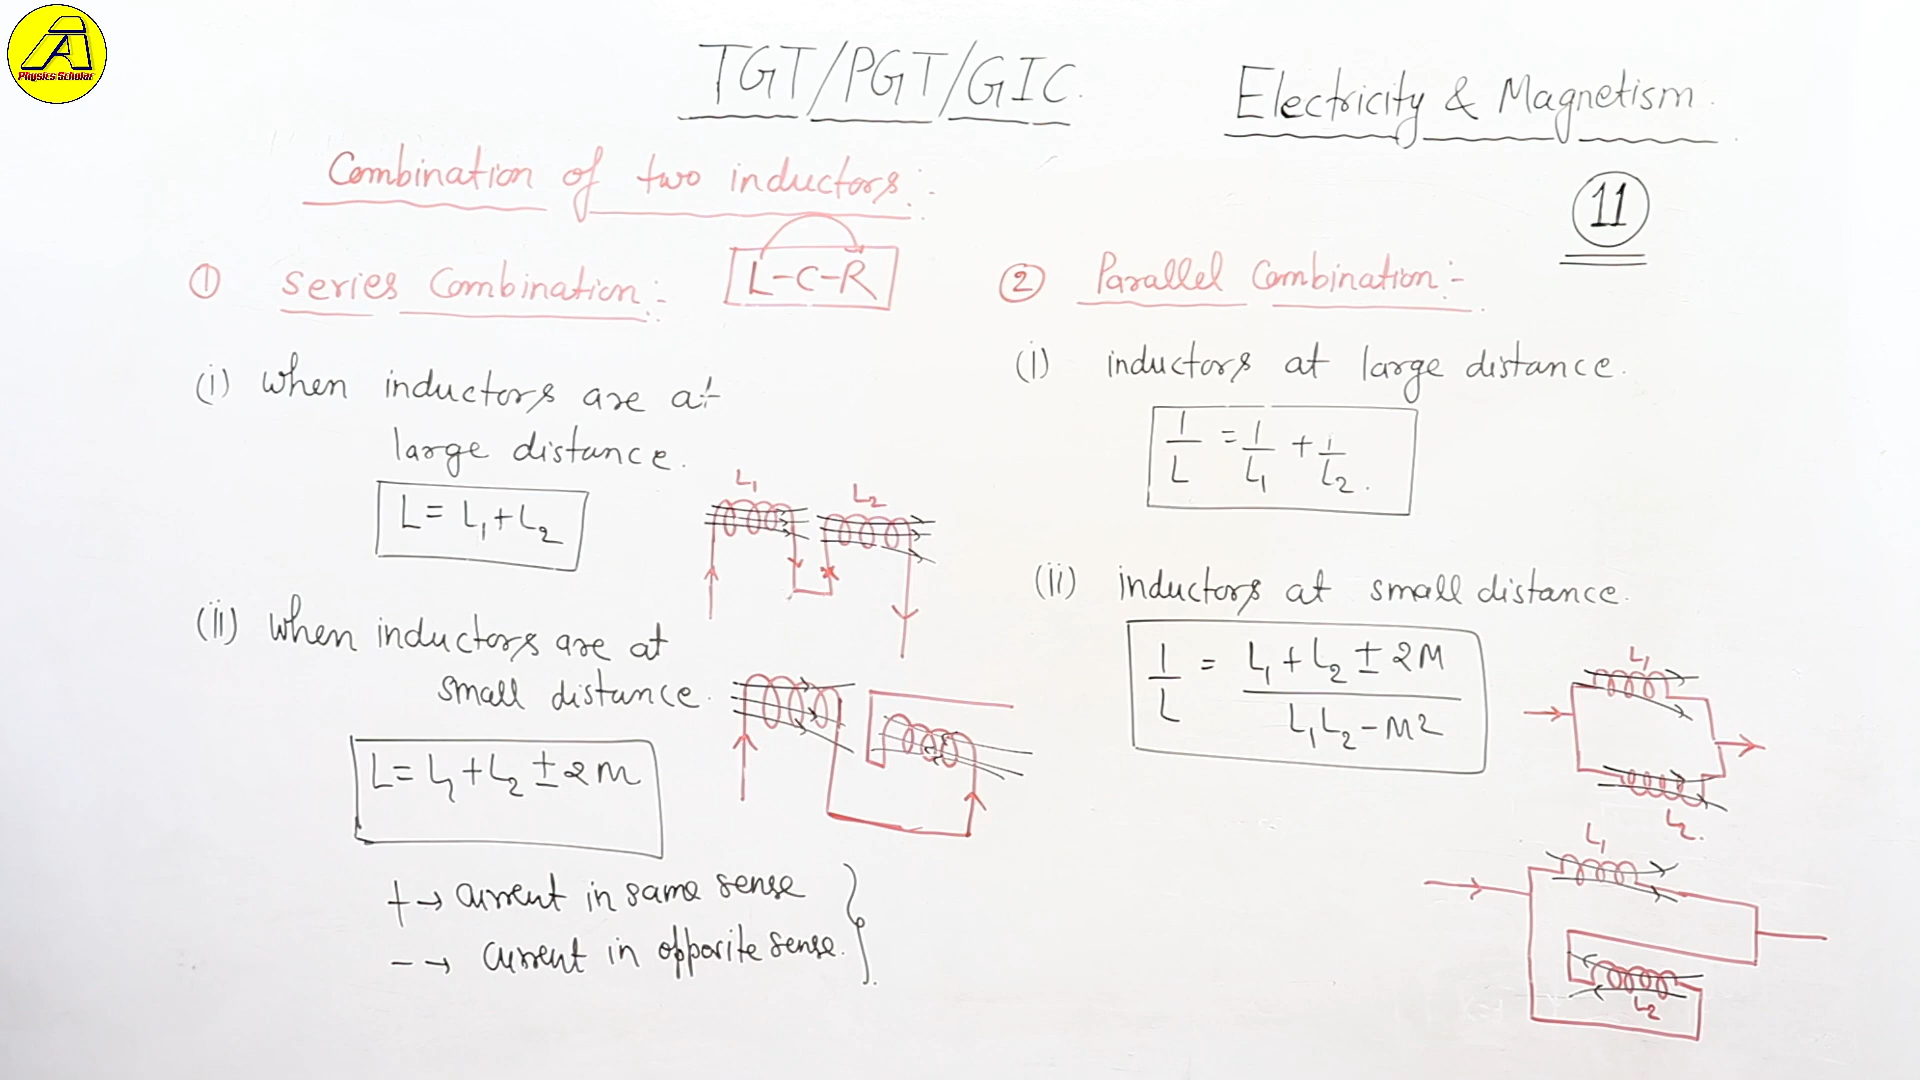 A
Physics Scholar
TGT/PGT/GIC.
Electricity & Magnetism.
11
Combination of two inductors:-
① Series Combination:-
L-C-R
(i) When inductors are at
large distance.
L = L₁ + L₂
L₁
L₂
(ii) When inductors are at
small distance.
L = L₁ + L₂ ± 2M
+ → Current in same sense
- → Current in opposite sense.
② Parallel Combination:-
(i) inductors at large distance.
1/L = 1/L₁ + 1/L₂.
(ii) inductors at small distance.
1/L = L₁ + L₂ ± 2M / L₁L₂ - M²
L₁
L₂.
L₁
L₂